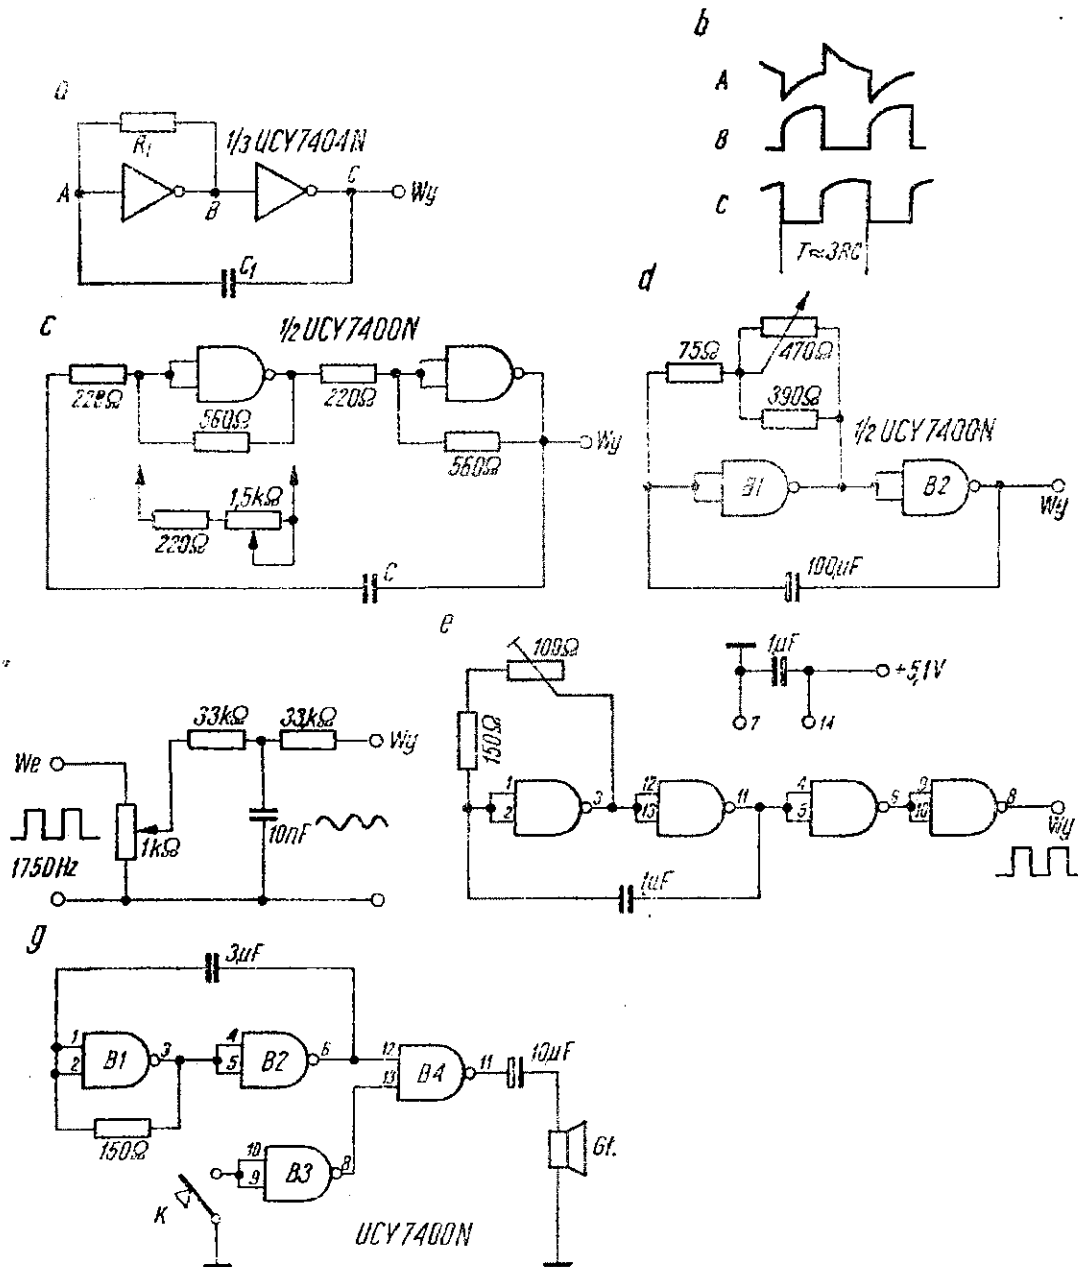 a
R1
1/3 UCY7404N
A
B
C
Wy
C1
b
A
B
C
T≈3RC
c
1/2 UCY7400N
220Ω
560Ω
220Ω
560Ω
Wy
1,5kΩ
220Ω
C
d
75Ω
470Ω
390Ω
1/2 UCY7400N
B1
B2
Wy
100µF
e
100Ω
150Ω
1
2
3
12
13
11
4
5
6
9
10
8
Wy
1µF
1µF
+5,1V
7
14
We
33kΩ
33kΩ
Wy
1kΩ
10nF
1750Hz
g
3µF
1
2
B1
3
4
5
B2
6
12
13
B4
11
10µF
150Ω
10
9
B3
8
Gł.
K
UCY7400N